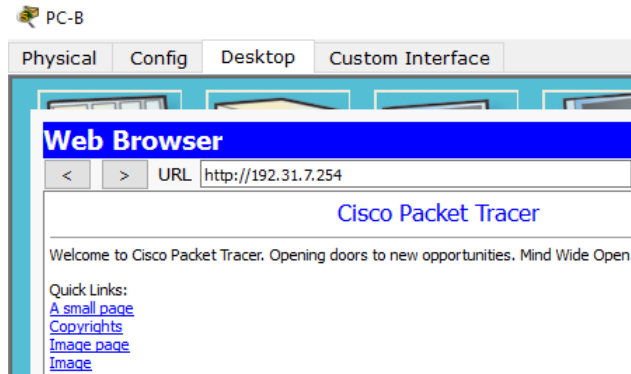 PC-B
Physical Config Desktop Custom Interface
Web Browser
< > URL http://192.31.7.254
Cisco Packet Tracer
Welcome to Cisco Packet Tracer. Opening doors to new opportunities. Mind Wide Open
Quick Links:
A small page
Copyrights
Image page
Image